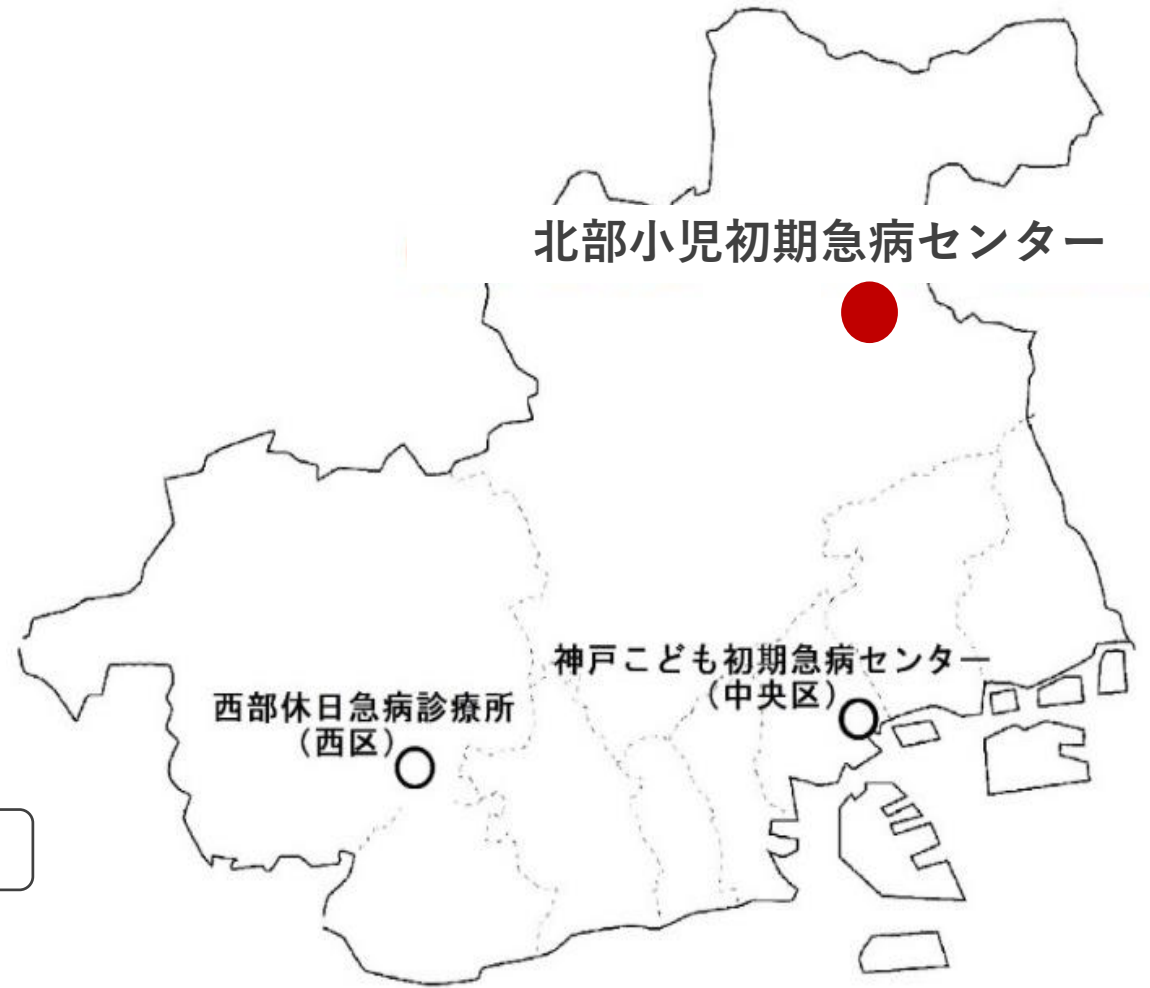 北部小児初期急病センター
神戸こども初期急病センター
（中央区）
西部休日急病診療所
（西区）